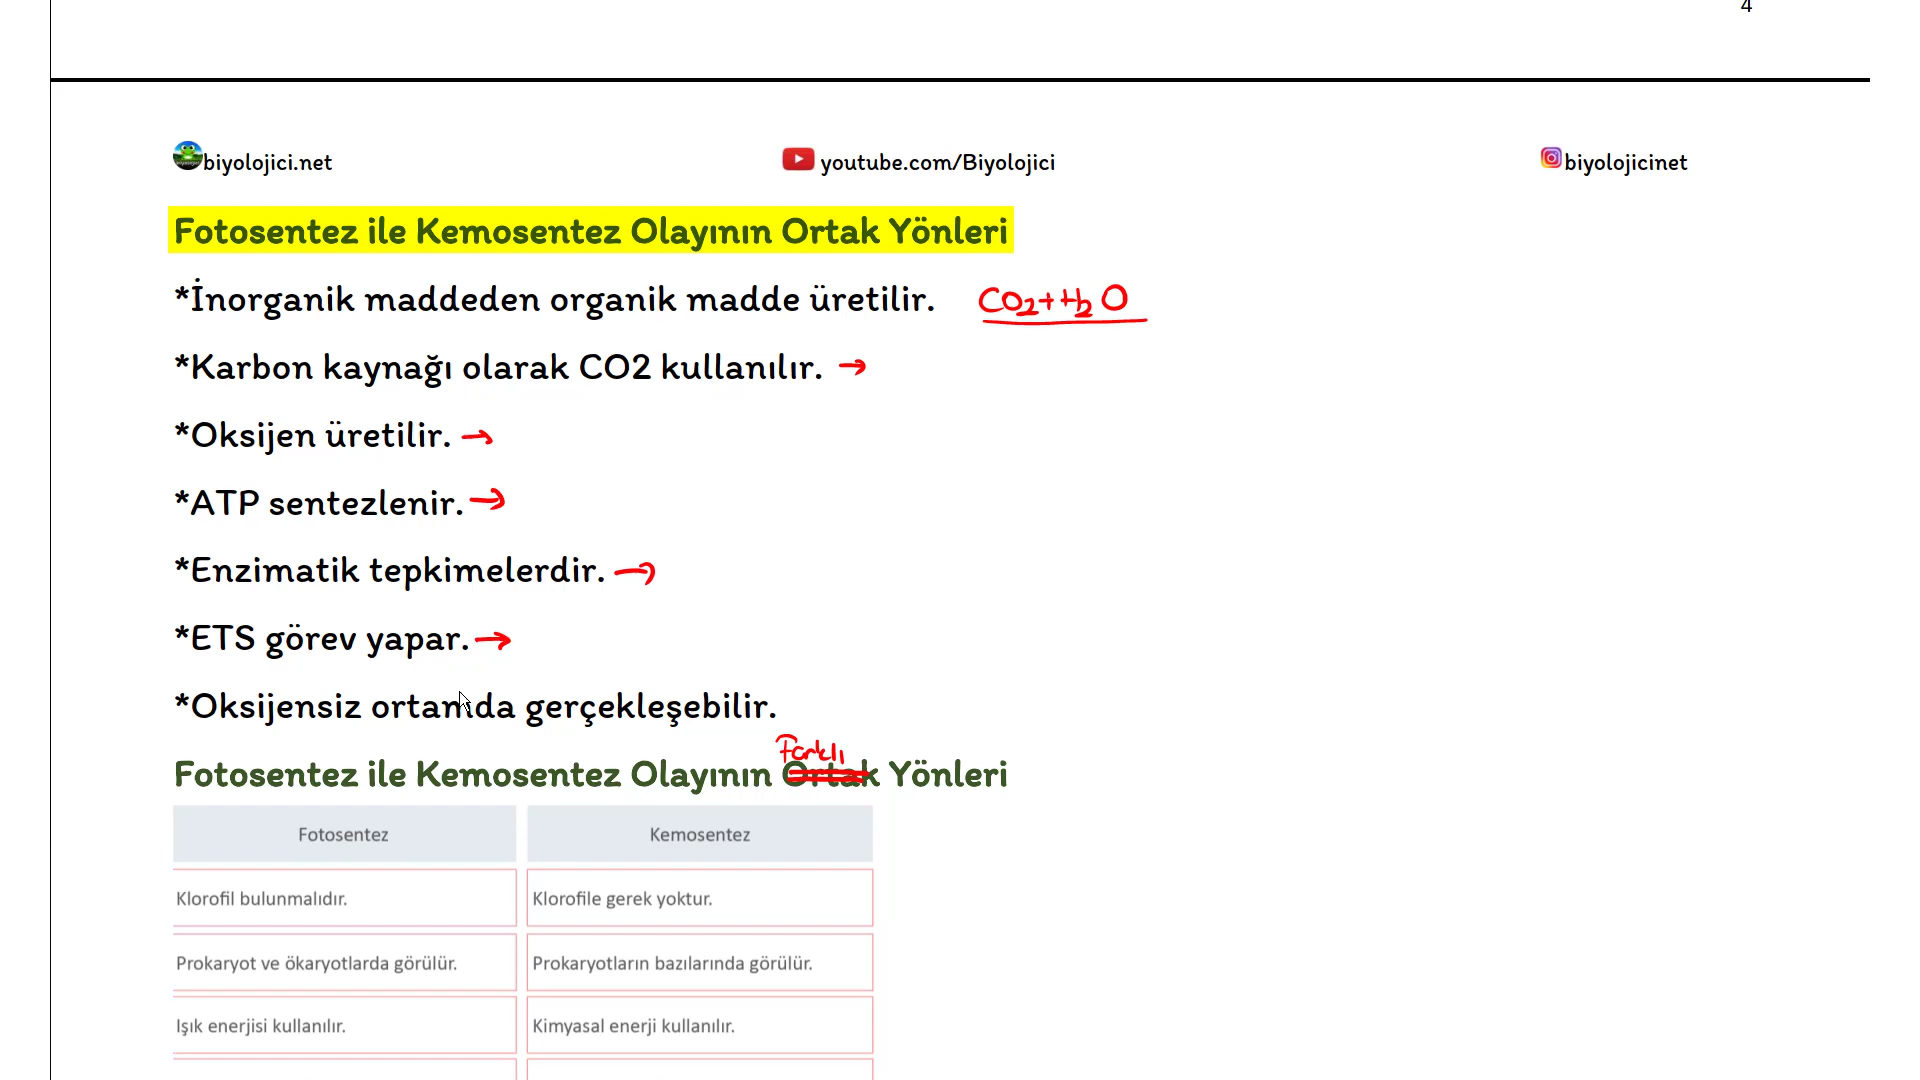 4
biyolojici.net youtube.com/Biyolojici biyolojicinet
Fotosentez ile Kemosentez Olayının Ortak Yönleri
*İnorganik maddeden organik madde üretilir. CO2+H2O
*Karbon kaynağı olarak CO2 kullanılır. →
*Oksijen üretilir. →
*ATP sentezlenir. →
*Enzimatik tepkimelerdir. →
*ETS görev yapar. →
*Oksijensiz ortamda gerçekleşebilir.
Farklı
Fotosentez ile Kemosentez Olayının Ortak Yönleri
Fotosentez Kemosentez
Klorofil bulunmalıdır. Klorofile gerek yoktur.
Prokaryot ve ökaryotlarda görülür. Prokaryotların bazılarında görülür.
Işık enerjisi kullanılır. Kimyasal enerji kullanılır.